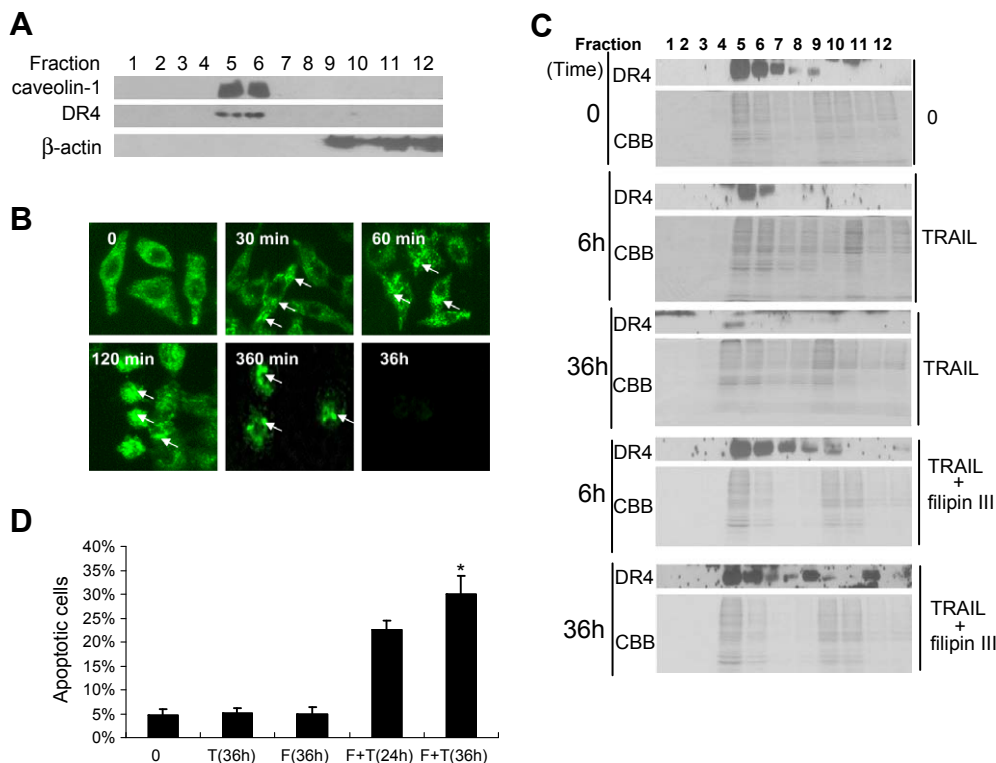 A
Fraction 1 2 3 4 5 6 7 8 9 10 11 12
caveolin-1
DR4
β-actin
B
0
30 min
60 min
120 min
360 min
36h
D
Apoptotic cells
40%
35%
30%
25%
20%
15%
10%
5%
0%
*
0 T(36h) F(36h) F+T(24h) F+T(36h)
C
Fraction 1 2 3 4 5 6 7 8 9 10 11 12
(Time)
DR4
0
CBB
0
DR4
6h
CBB
TRAIL
DR4
36h
CBB
TRAIL
DR4
6h
CBB
TRAIL
+
filipin III
DR4
36h
CBB
TRAIL
+
filipin III